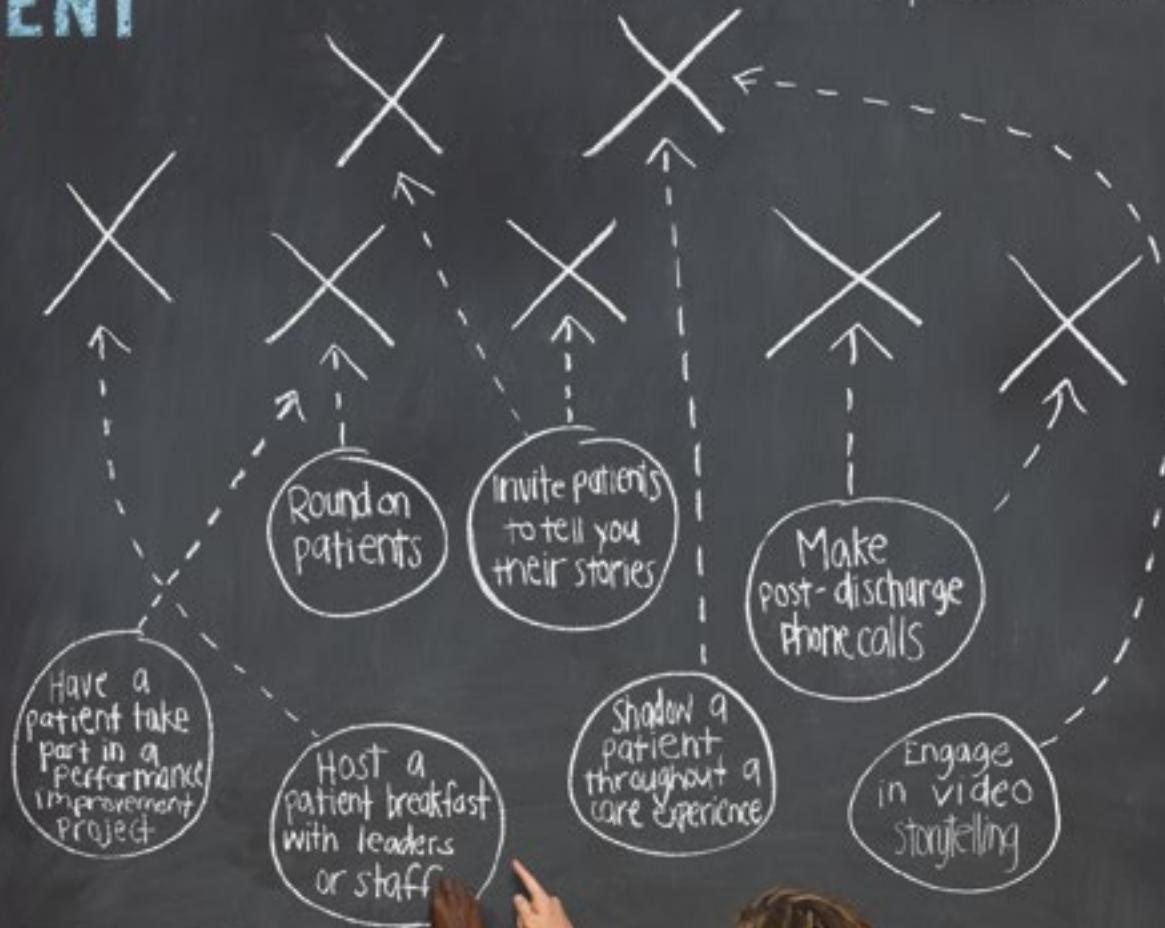 ENT
Round on
patients
Invite patients
to tell you
their stories
Make
post-discharge
phone calls
Have a
patient take
part in a
performance
improvement
project
Host a
patient breakfast
with leaders
or staff
Shadow a
patient
throughout a
care experience
Engage
in video
storytelling